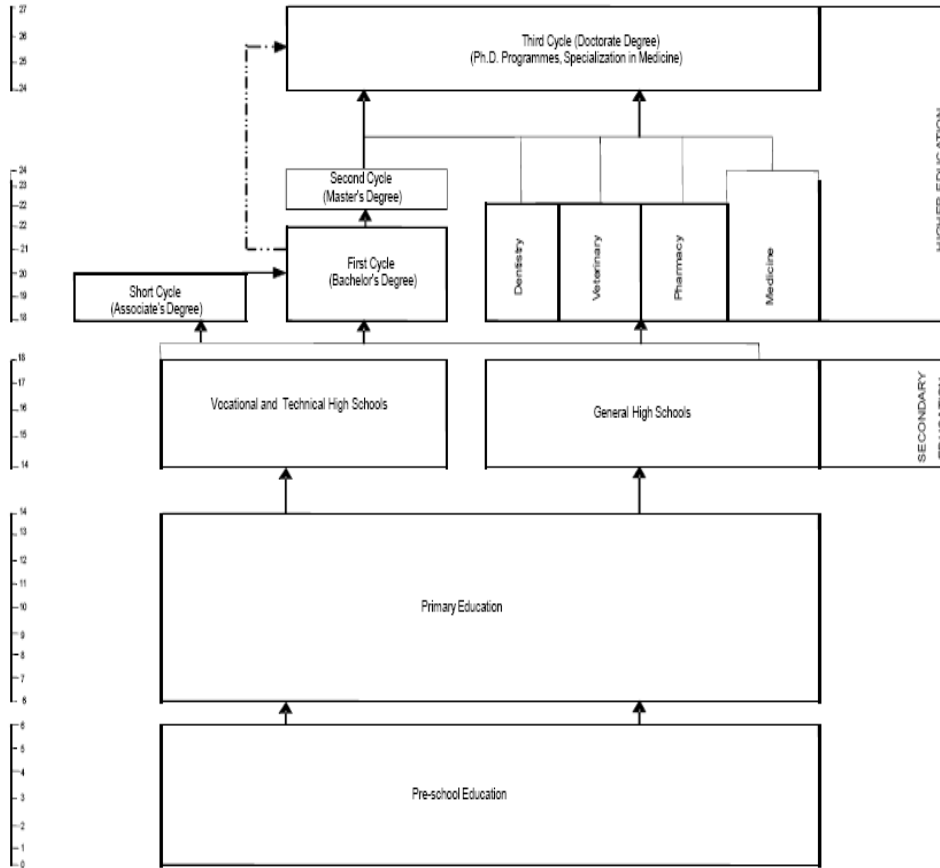 27
26
25
24
Third Cycle (Doctorate Degree)
(Ph.D. Programmes, Specialization in Medicine)
HIGHER EDUCATION
24
23
22
22
21
20
19
18
Second Cycle
(Master's Degree)
First Cycle
(Bachelor's Degree)
Short Cycle
(Associate's Degree)
Dentistry
Veterinary
Pharmacy
Medicine
18
17
16
15
14
Vocational and Technical High Schools
General High Schools
SECONDARY
14
13
12
11
10
9
8
7
6
Primary Education
6
5
4
3
2
1
0
Pre-school Education